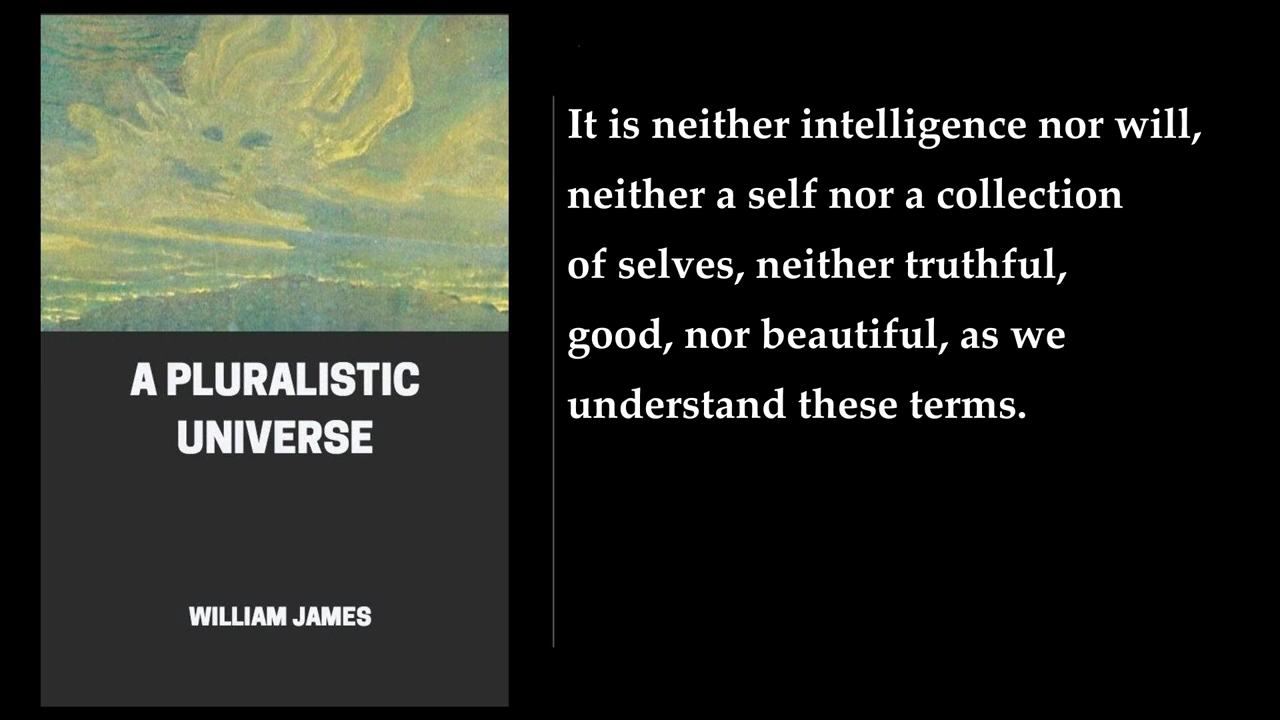 A PLURALISTIC
UNIVERSE
WILLIAM JAMES
It is neither intelligence nor will,
neither a self nor a collection
of selves, neither truthful,
good, nor beautiful, as we
understand these terms.